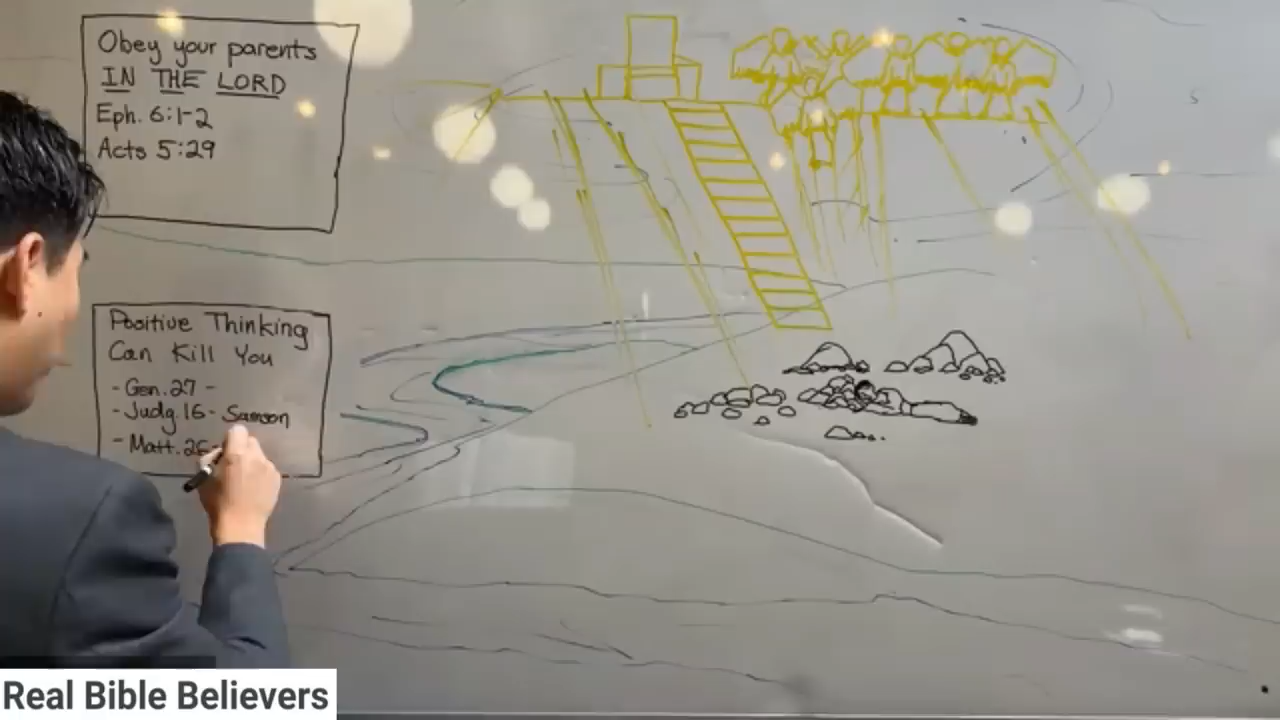 Obey your parents
IN THE LORD
Eph. 6:1-2
Acts 5:29
Positive Thinking
Can Kill You
- Gen. 27 -
- Judg. 16 - Samson
- Matt. 26
Real Bible Believers